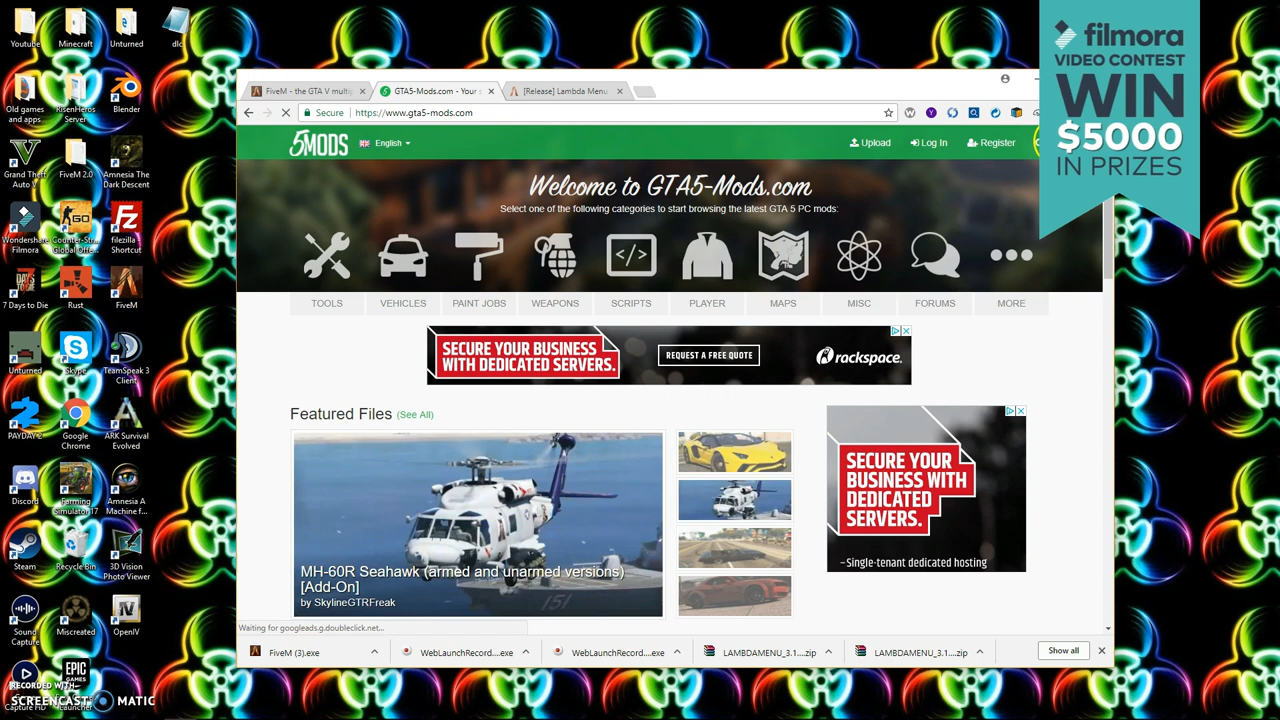 Youtube
Minecraft
Unturned
dlc
Old games and apps
RisenHeros Server
Blender
Grand Theft Auto V
FiveM 2.0
Amnesia The Dark Descent
Wondershare Filmora
Counter-Str... Global Offe...
filezilla - Shortcut
7 Days to Die
Rust
FiveM
Unturned
Skype
TeamSpeak 3 Client
PAYDAY 2
Google Chrome
ARK Survival Evolved
Discord
Farming Simulator 17
Amnesia A Machine f...
Steam
Recycle Bin
3D Vision Photo Viewer
Sound Capture
Miscreated
OpenIV
EPIC GAMES
RECORDED WITH
SCREENCAST MATIC
filmora
VIDEO CONTEST
WIN
$5000
IN PRIZES
FiveM - the GTA V multip
GTA5-Mods.com - Your s
[Release] Lambda Menu
Secure
https://www.gta5-mods.com
5MODS
English
Upload
Log In
Register
Welcome to GTA5-Mods.com
Select one of the following categories to start browsing the latest GTA 5 PC mods:
TOOLS
VEHICLES
PAINT JOBS
WEAPONS
SCRIPTS
PLAYER
MAPS
MISC
FORUMS
MORE
SECURE YOUR BUSINESS
WITH DEDICATED SERVERS.
REQUEST A FREE QUOTE
rackspace.
Featured Files (See All)
MH-60R Seahawk (armed and unarmed versions)
[Add-On]
by SkylineGTRFreak
151
SECURE YOUR
BUSINESS WITH
DEDICATED
SERVERS.
–Single-tenant dedicated hosting
Waiting for googleads.g.doubleclick.net...
FiveM (3).exe
WebLaunchRecord....exe
WebLaunchRecord....exe
LAMBDAMENU_3.1....zip
LAMBDAMENU_3.1....zip
Show all